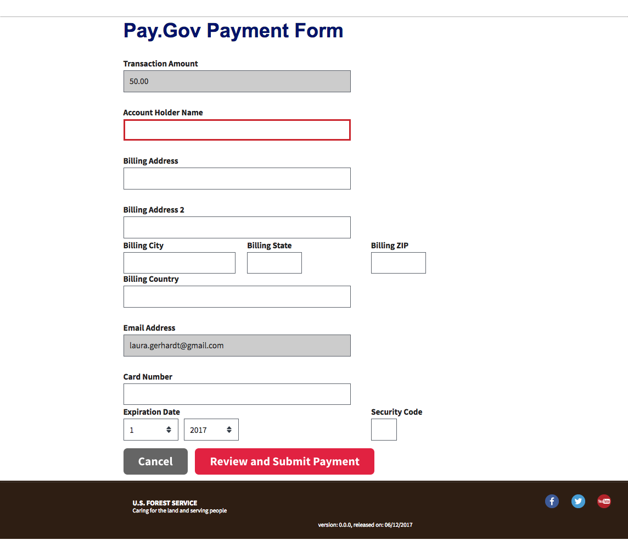 Pay.Gov Payment Form
Transaction Amount
50.00
Account Holder Name
Billing Address
Billing Address 2
Billing City Billing State Billing ZIP
Billing Country
Email Address
laura.gerhardt@gmail.com
Card Number
Expiration Date Security Code
1 2017
Cancel Review and Submit Payment
U.S. FOREST SERVICE
Caring for the land and serving people
version: 0.0.0, released on: 06/12/2017